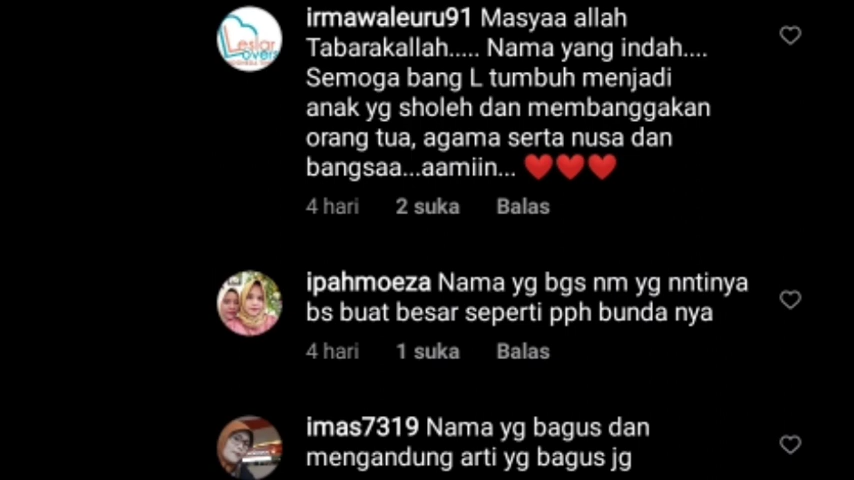 irmawaleuru91 Masyaa allah
Tabarakallah..... Nama yang indah....
Semoga bang L tumbuh menjadi
anak yg sholeh dan membanggakan
orang tua, agama serta nusa dan
bangsaa...aamiin... ❤️❤️❤️
4 hari 2 suka Balas
ipahmoeza Nama yg bgs nm yg nntinya
bs buat besar seperti pph bunda nya
4 hari 1 suka Balas
imas7319 Nama yg bagus dan
mengandung arti yg bagus jg
Leslar
Lovers